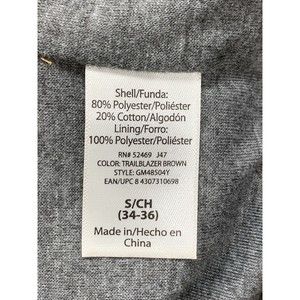 Shell/Funda:
80% Polyester/Poliéster
20% Cotton/Algodón
Lining/Forro:
100% Polyester/Poliéster
RN# 52469 J47
COLOR: TRAILBLAZER BROWN
STYLE: GM48504Y
EAN/UPC 8 4307310698
S/CH
(34-36)
Made in/Hecho en
China